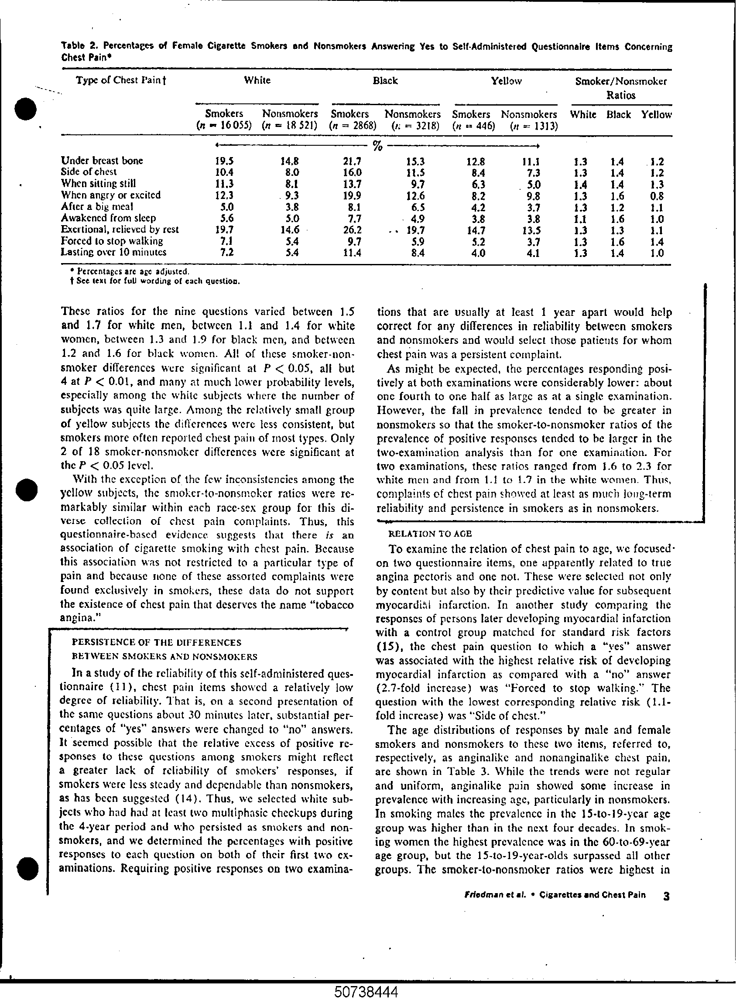 Table 2. Percentages of Female Cigarette Smokers and Nonsmokers Answering Yes to Self-Administered Questionnaire Items Concerning
Chest Pain*
Type of Chest Pain† White Black Yellow Smoker/Nonsmoker
Ratios
Smokers Nonsmokers Smokers Nonsmokers Smokers Nonsmokers White Black Yellow
(n = 16055) (n = 18 521) (n = 2868) (n = 3218) (n = 446) (n = 1313)
%
Under breast bone 19.5 14.8 21.7 15.3 12.8 11.1 1.3 1.4 1.2
Side of chest 10.4 8.0 16.0 11.5 8.4 7.3 1.3 1.4 1.2
When sitting still 11.3 8.1 13.7 9.7 6.3 5.0 1.4 1.4 1.3
When angry or excited 12.3 9.3 19.9 12.6 8.2 9.8 1.3 1.6 0.8
After a big meal 5.0 3.8 8.1 6.5 4.2 3.7 1.3 1.2 1.1
Awakened from sleep 5.6 5.0 7.7 4.9 3.8 3.8 1.1 1.6 1.0
Exertional, relieved by rest 19.7 14.6 26.2 19.7 14.7 13.5 1.3 1.3 1.1
Forced to stop walking 7.1 5.4 9.7 5.9 5.2 3.7 1.3 1.6 1.4
Lasting over 10 minutes 7.2 5.4 11.4 8.4 4.0 4.1 1.3 1.4 1.0
* Percentages are age adjusted.
† See text for full wording of each question.
These ratios for the nine questions varied between 1.5
and 1.7 for white men, between 1.1 and 1.4 for white
women, between 1.3 and 1.9 for black men, and between
1.2 and 1.6 for black women. All of these smoker-non-
smoker differences were significant at P < 0.05, all but
4 at P < 0.01, and many at much lower probability levels,
especially among the white subjects where the number of
subjects was quite large. Among the relatively small group
of yellow subjects the differences were less consistent, but
smokers more often reported chest pain of most types. Only
2 of 18 smoker-nonsmoker differences were significant at
the P < 0.05 level.
With the exception of the few inconsistencies among the
yellow subjects, the smoker-to-nonsmoker ratios were re-
markably similar within each race-sex group for this di-
verse collection of chest pain complaints. Thus, this
questionnaire-based evidence suggests that there is an
association of cigarette smoking with chest pain. Because
this association was not restricted to a particular type of
pain and because none of these assorted complaints were
found exclusively in smokers, these data do not support
the existence of chest pain that deserves the name "tobacco
angina."
PERSISTENCE OF THE DIFFERENCES
BETWEEN SMOKERS AND NONSMOKERS
In a study of the reliability of this self-administered ques-
tionnaire (11), chest pain items showed a relatively low
degree of reliability. That is, on a second presentation of
the same questions about 30 minutes later, substantial per-
centages of "yes" answers were changed to "no" answers.
It seemed possible that the relative excess of positive re-
sponses to these questions among smokers might reflect
a greater lack of reliability of smokers' responses, if
smokers were less steady and dependable than nonsmokers,
as has been suggested (14). Thus, we selected white sub-
jects who had had at least two multiphasic checkups during
the 4-year period and who persisted as smokers and non-
smokers, and we determined the percentages with positive
responses to each question on both of their first two ex-
aminations. Requiring positive responses on two examina-
tions that are usually at least 1 year apart would help
correct for any differences in reliability between smokers
and nonsmokers and would select those patients for whom
chest pain was a persistent complaint.
As might be expected, the percentages responding posi-
tively at both examinations were considerably lower: about
one fourth to one half as large as at a single examination.
However, the fall in prevalence tended to be greater in
nonsmokers so that the smoker-to-nonsmoker ratios of the
prevalence of positive responses tended to be larger in the
two-examination analysis than for one examination. For
two examinations, these ratios ranged from 1.6 to 2.3 for
white men and from 1.1 to 1.7 in the white women. Thus,
complaints of chest pain showed at least as much long-term
reliability and persistence in smokers as in nonsmokers.
RELATION TO AGE
To examine the relation of chest pain to age, we focused
on two questionnaire items, one apparently related to true
angina pectoris and one not. These were selected not only
by content but also by their predictive value for subsequent
myocardial infarction. In another study comparing the
responses of persons later developing myocardial infarction
with a control group matched for standard risk factors
(15), the chest pain question to which a "yes" answer
was associated with the highest relative risk of developing
myocardial infarction as compared with a "no" answer
(2.7-fold increase) was "Forced to stop walking." The
question with the lowest corresponding relative risk (1.1-
fold increase) was "Side of chest."
The age distributions of responses by male and female
smokers and nonsmokers to these two items, referred to,
respectively, as anginalike and nonanginalike chest pain,
are shown in Table 3. While the trends were not regular
and uniform, anginalike pain showed some increase in
prevalence with increasing age, particularly in nonsmokers.
In smoking males the prevalence in the 15-to-19-year age
group was higher than in the next four decades. In smok-
ing women the highest prevalence was in the 60-to-69-year
age group, but the 15-to-19-year-olds surpassed all other
groups. The smoker-to-nonsmoker ratios were highest in
Friedman et al. • Cigarettes and Chest Pain 3
50738444